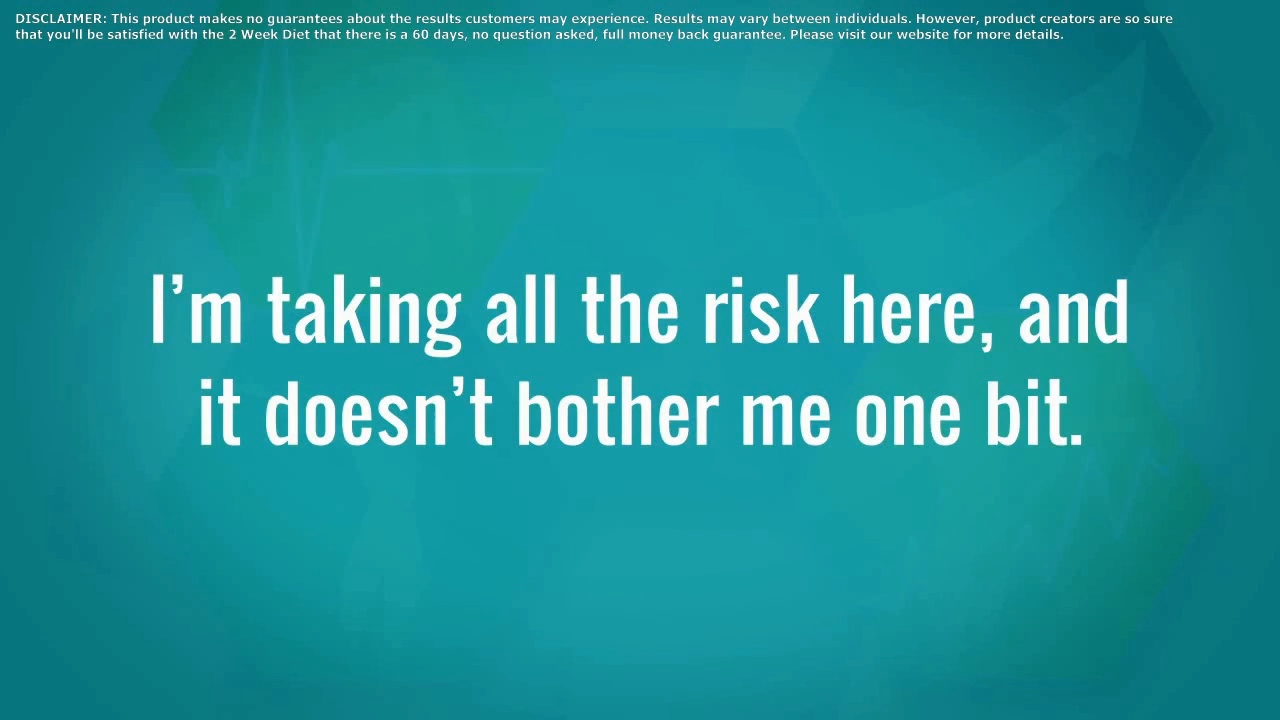 DISCLAIMER: This product makes no guarantees about the results customers may experience. Results may vary between individuals. However, product creators are so sure
that you'll be satisfied with the 2 Week Diet that there is a 60 days, no question asked, full money back guarantee. Please visit our website for more details.
I’m taking all the risk here, and
it doesn’t bother me one bit.